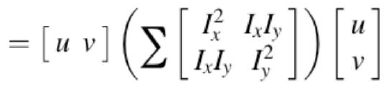 = [ u v ] ( ∑ [ I_x^2 I_xI_y ; I_xI_y I_y^2 ] ) [ u ; v ]